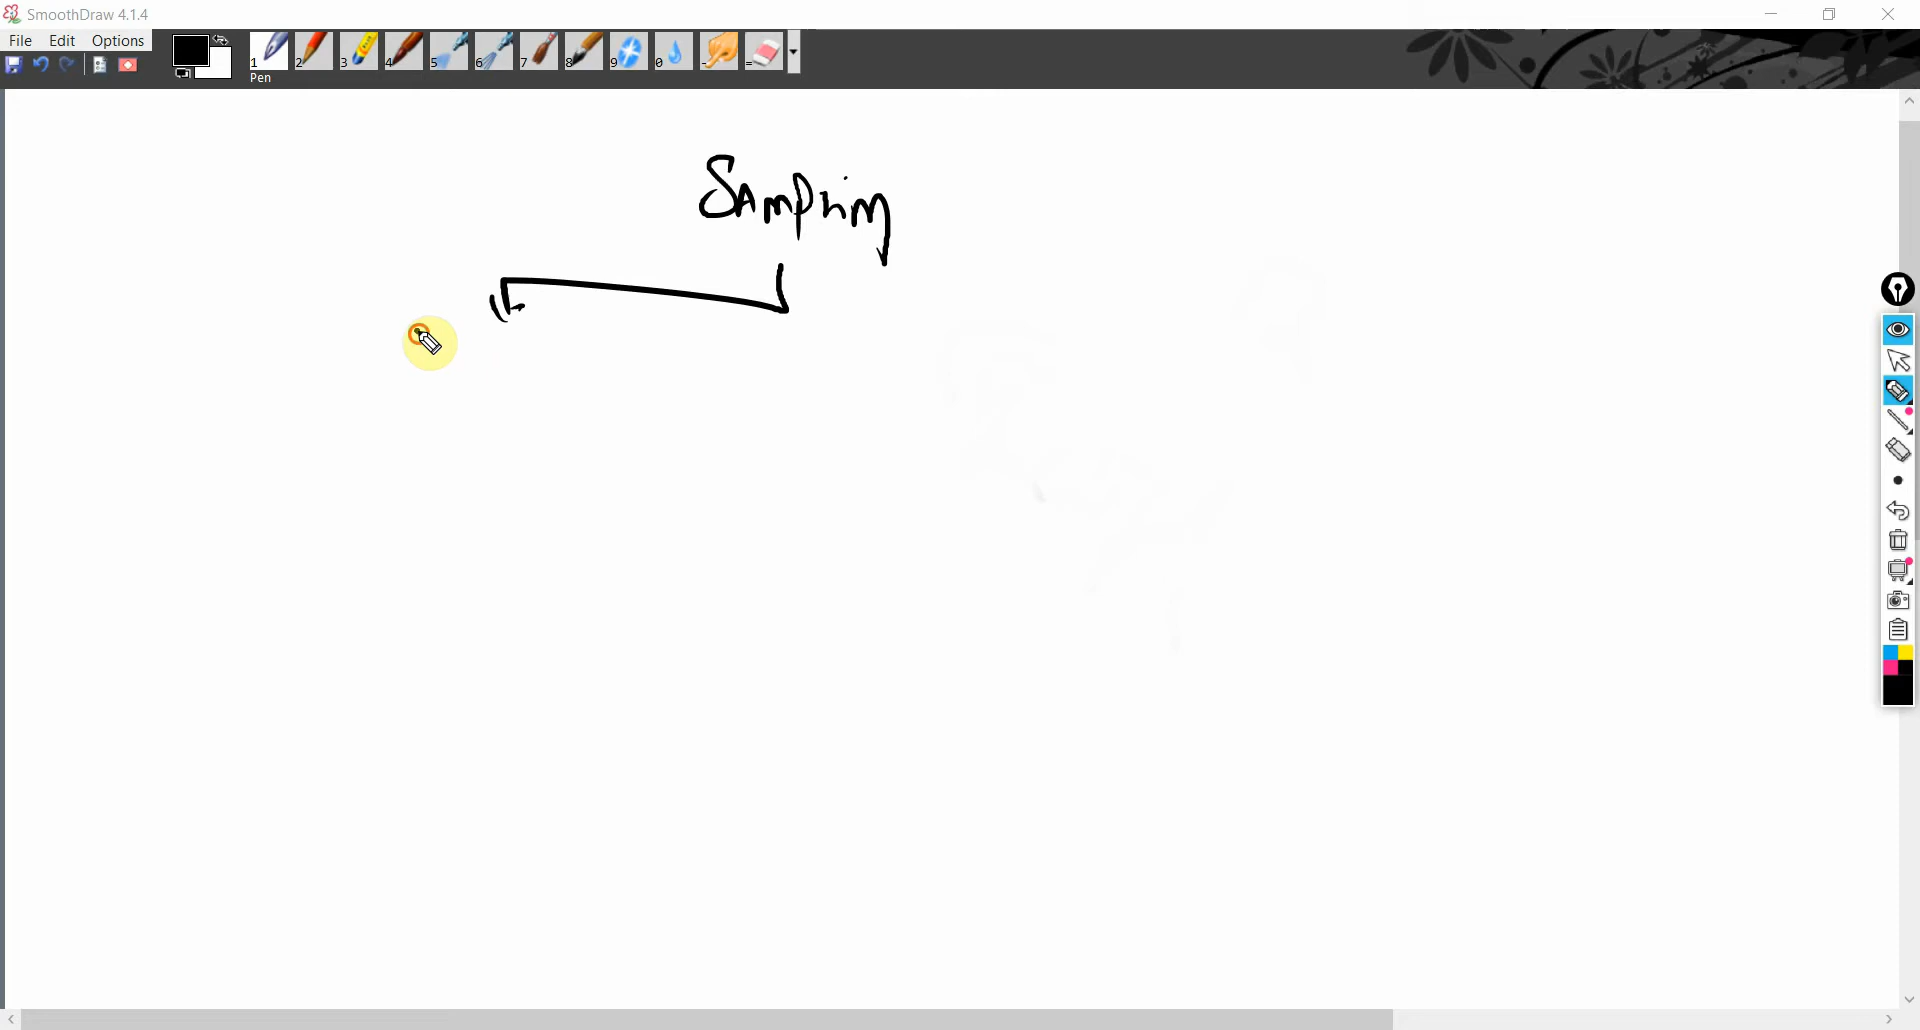 SmoothDraw 4.1.4
File Edit Options
1 2 3 4 5 6 7 8 9 0 - =
Pen
Sampling